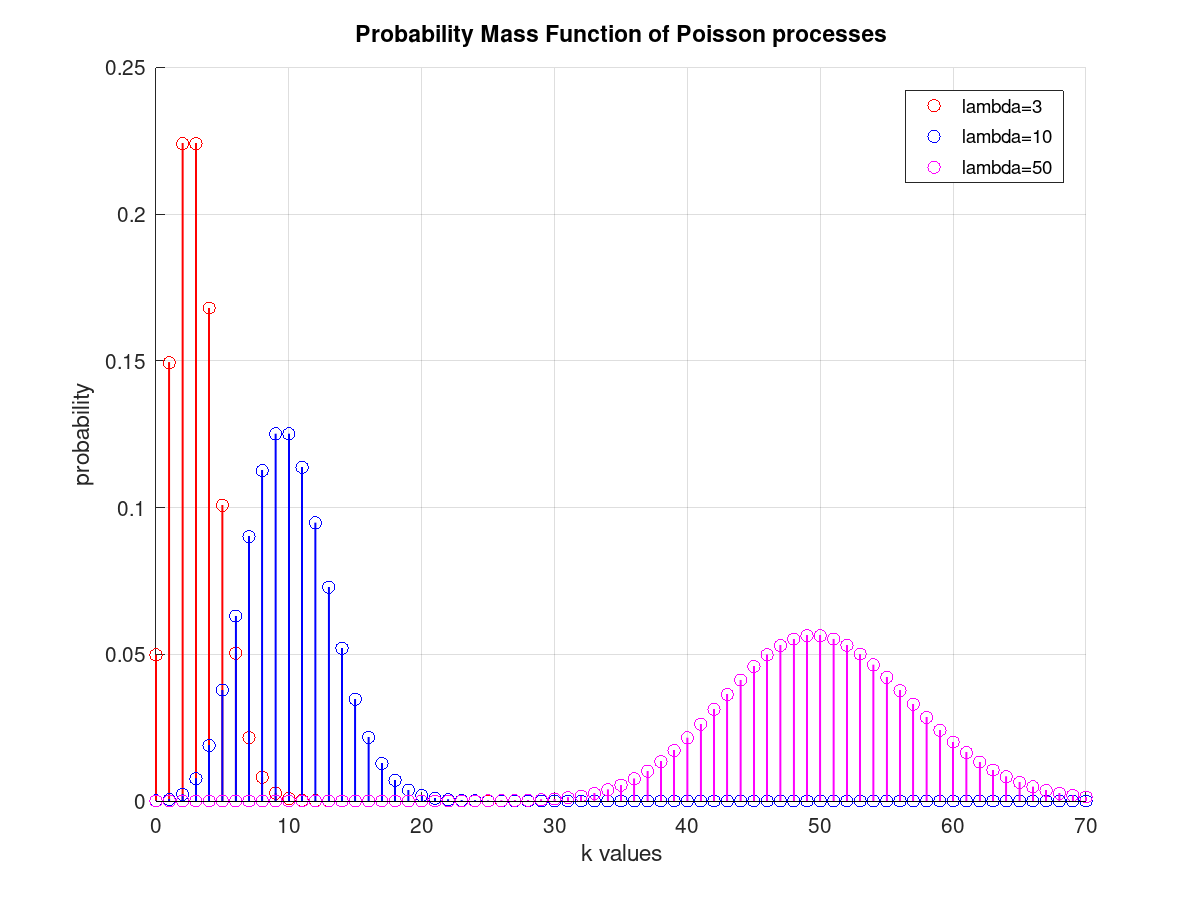 Probability Mass Function of Poisson processes
0.25
0.2
0.15
0.1
0.05
0
probability
lambda=3
lambda=10
lambda=50
0 10 20 30 40 50 60 70
k values